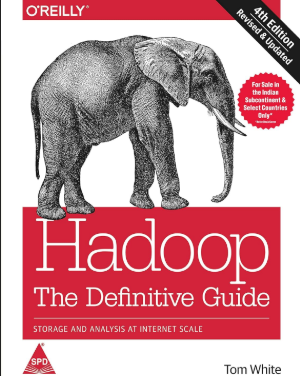 O'REILLY®
4th Edition
Revised & Updated
For Sale in
the Indian
Subcontinent &
Select Countries
Only*
Hadoop
The Definitive Guide
STORAGE AND ANALYSIS AT INTERNET SCALE
SPD
Tom White